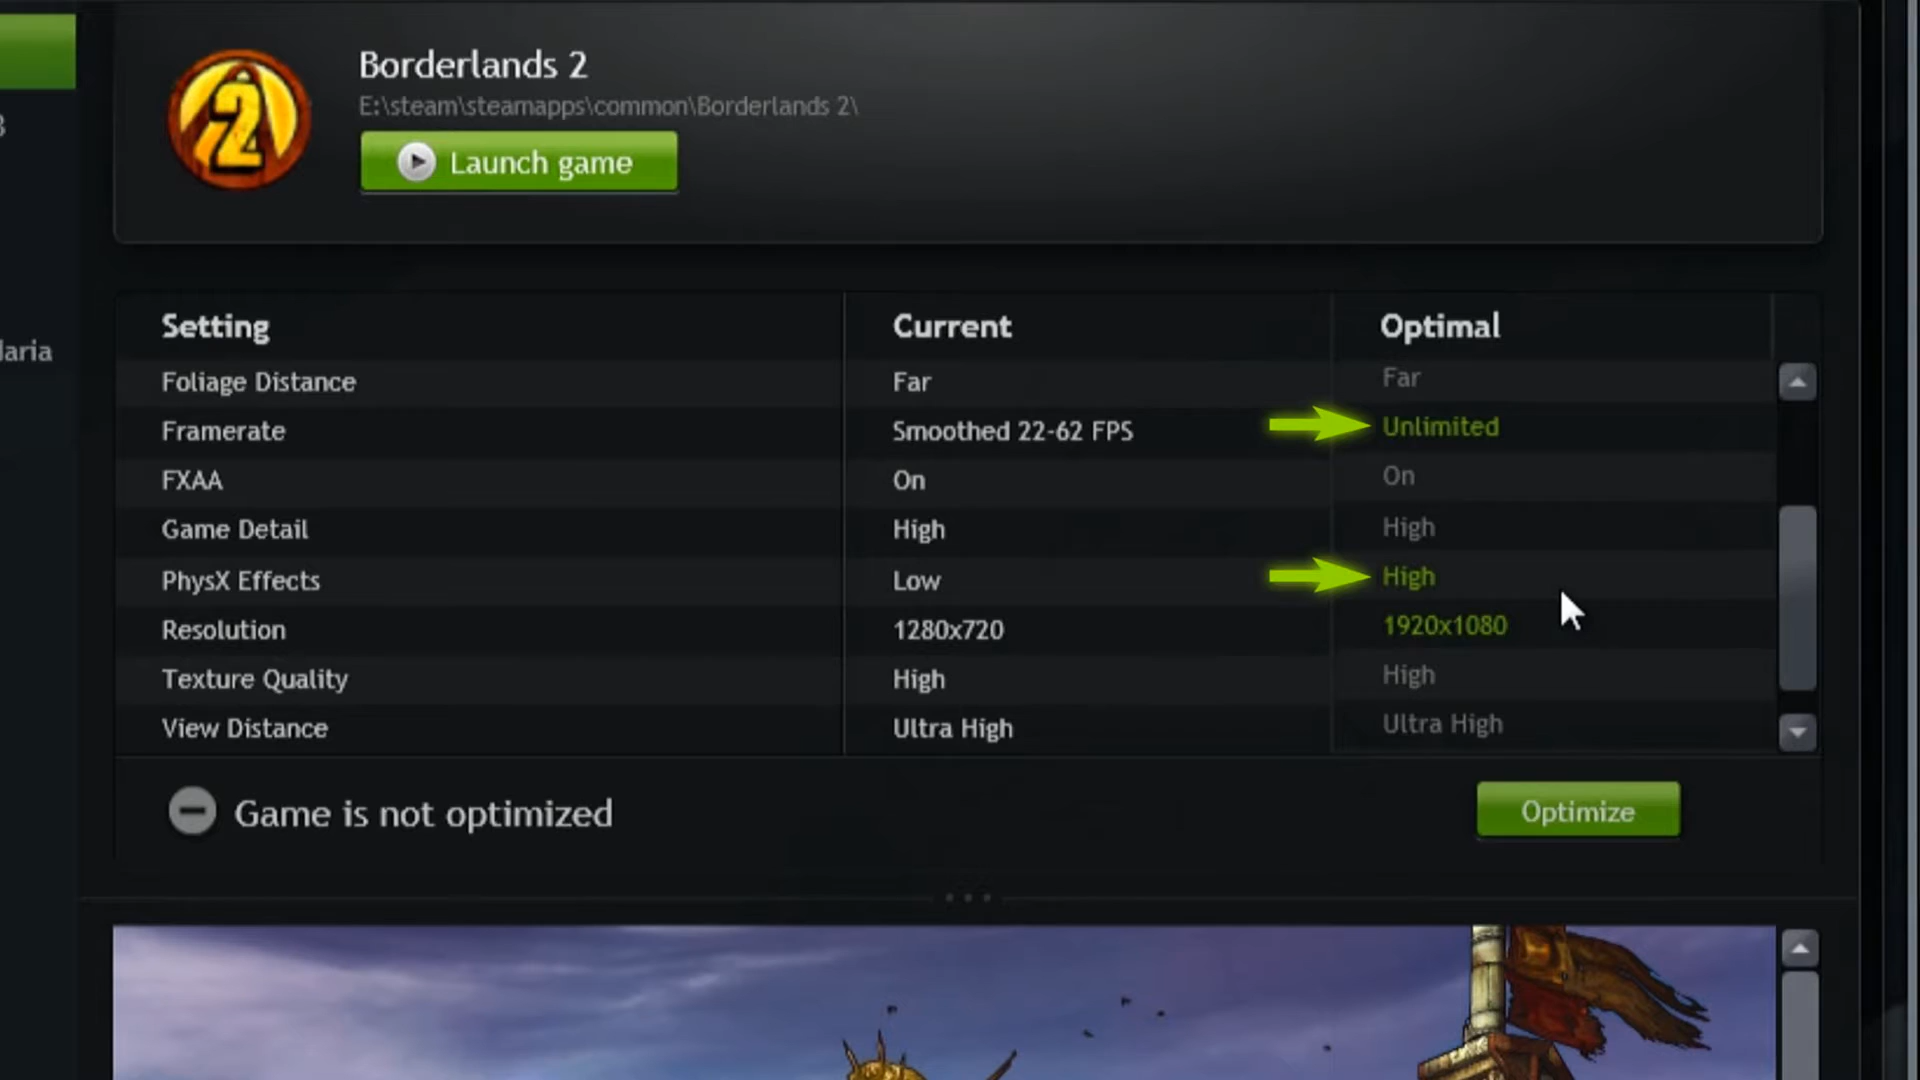 Borderlands 2
E:\steam\steamapps\common\Borderlands 2\
2
Launch game
3
laria
Setting Current Optimal
Foliage Distance Far Far
Framerate Smoothed 22-62 FPS Unlimited
FXAA On On
Game Detail High High
PhysX Effects Low High
Resolution 1280x720 1920x1080
Texture Quality High High
View Distance Ultra High Ultra High
Game is not optimized
Optimize